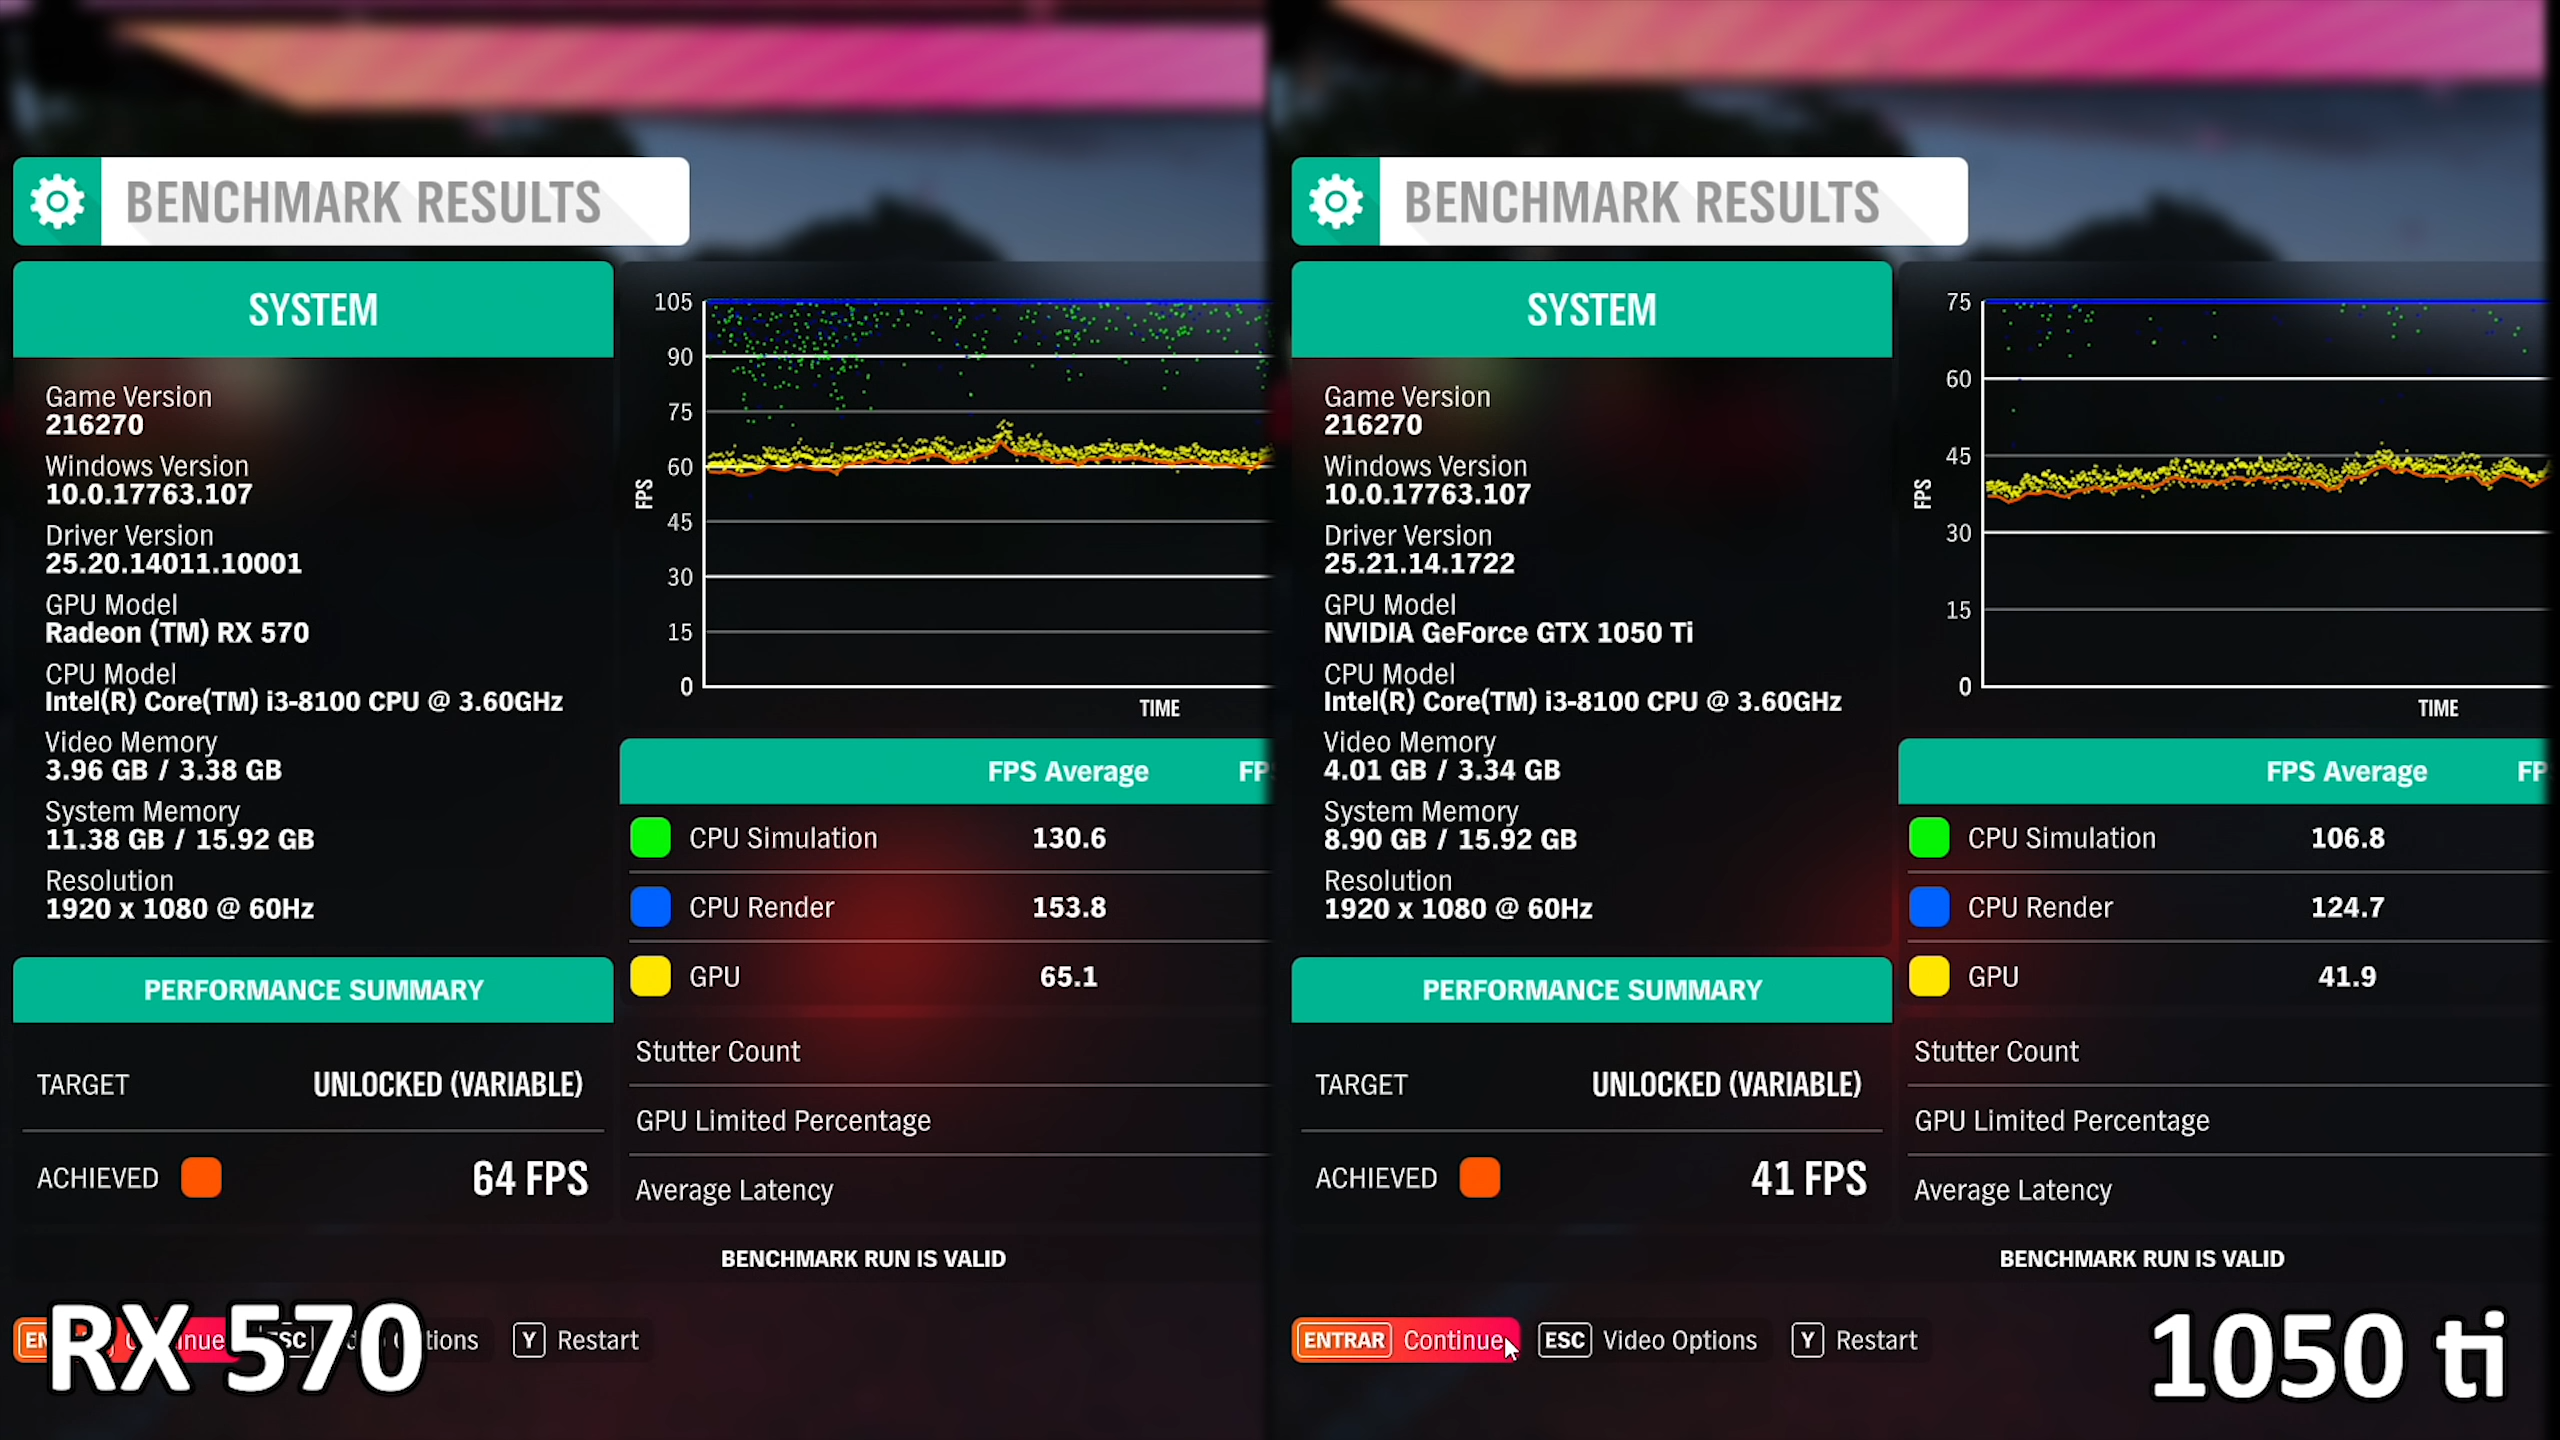 BENCHMARK RESULTS
SYSTEM
Game Version
216270
Windows Version
10.0.17763.107
Driver Version
25.20.14011.10001
GPU Model
Radeon (TM) RX 570
CPU Model
Intel(R) Core(TM) i3-8100 CPU @ 3.60GHz
Video Memory
3.96 GB / 3.38 GB
System Memory
11.38 GB / 15.92 GB
Resolution
1920 x 1080 @ 60Hz
PERFORMANCE SUMMARY
TARGET UNLOCKED (VARIABLE)
ACHIEVED 64 FPS
105
90
75
60
45
30
15
0
FPS
TIME
FPS Average FP
CPU Simulation 130.6
CPU Render 153.8
GPU 65.1
Stutter Count
GPU Limited Percentage
Average Latency
BENCHMARK RUN IS VALID
Y Restart
RX 570
BENCHMARK RESULTS
SYSTEM
Game Version
216270
Windows Version
10.0.17763.107
Driver Version
25.21.14.1722
GPU Model
NVIDIA GeForce GTX 1050 Ti
CPU Model
Intel(R) Core(TM) i3-8100 CPU @ 3.60GHz
Video Memory
4.01 GB / 3.34 GB
System Memory
8.90 GB / 15.92 GB
Resolution
1920 x 1080 @ 60Hz
PERFORMANCE SUMMARY
TARGET UNLOCKED (VARIABLE)
ACHIEVED 41 FPS
75
60
45
30
15
0
FPS
TIME
FPS Average FP
CPU Simulation 106.8
CPU Render 124.7
GPU 41.9
Stutter Count
GPU Limited Percentage
Average Latency
BENCHMARK RUN IS VALID
ENTRAR Continue ESC Video Options Y Restart
1050 ti